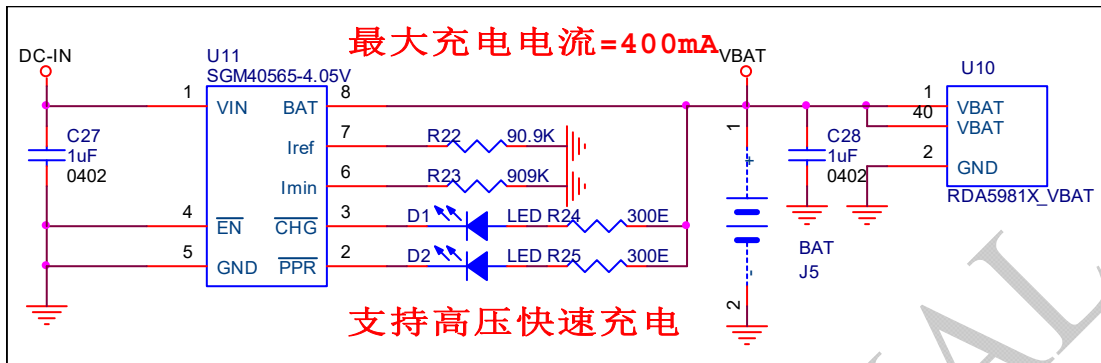 最大充电电流=400mA
DC-IN
U11
SGM40565-4.05V
VBAT
U10
1
VIN
BAT
8
1
VBAT
40
VBAT
C27
1uF
0402
7
Iref
R22
90.9K
1
C28
1uF
0402
2
GND
RDA5981X_VBAT
6
Imin
R23
909K
+
4
EN
CHG
3
D1
LED
R24
300E
5
GND
PPR
2
D2
LED
R25
300E
-
BAT
J5
2
支持高压快速充电